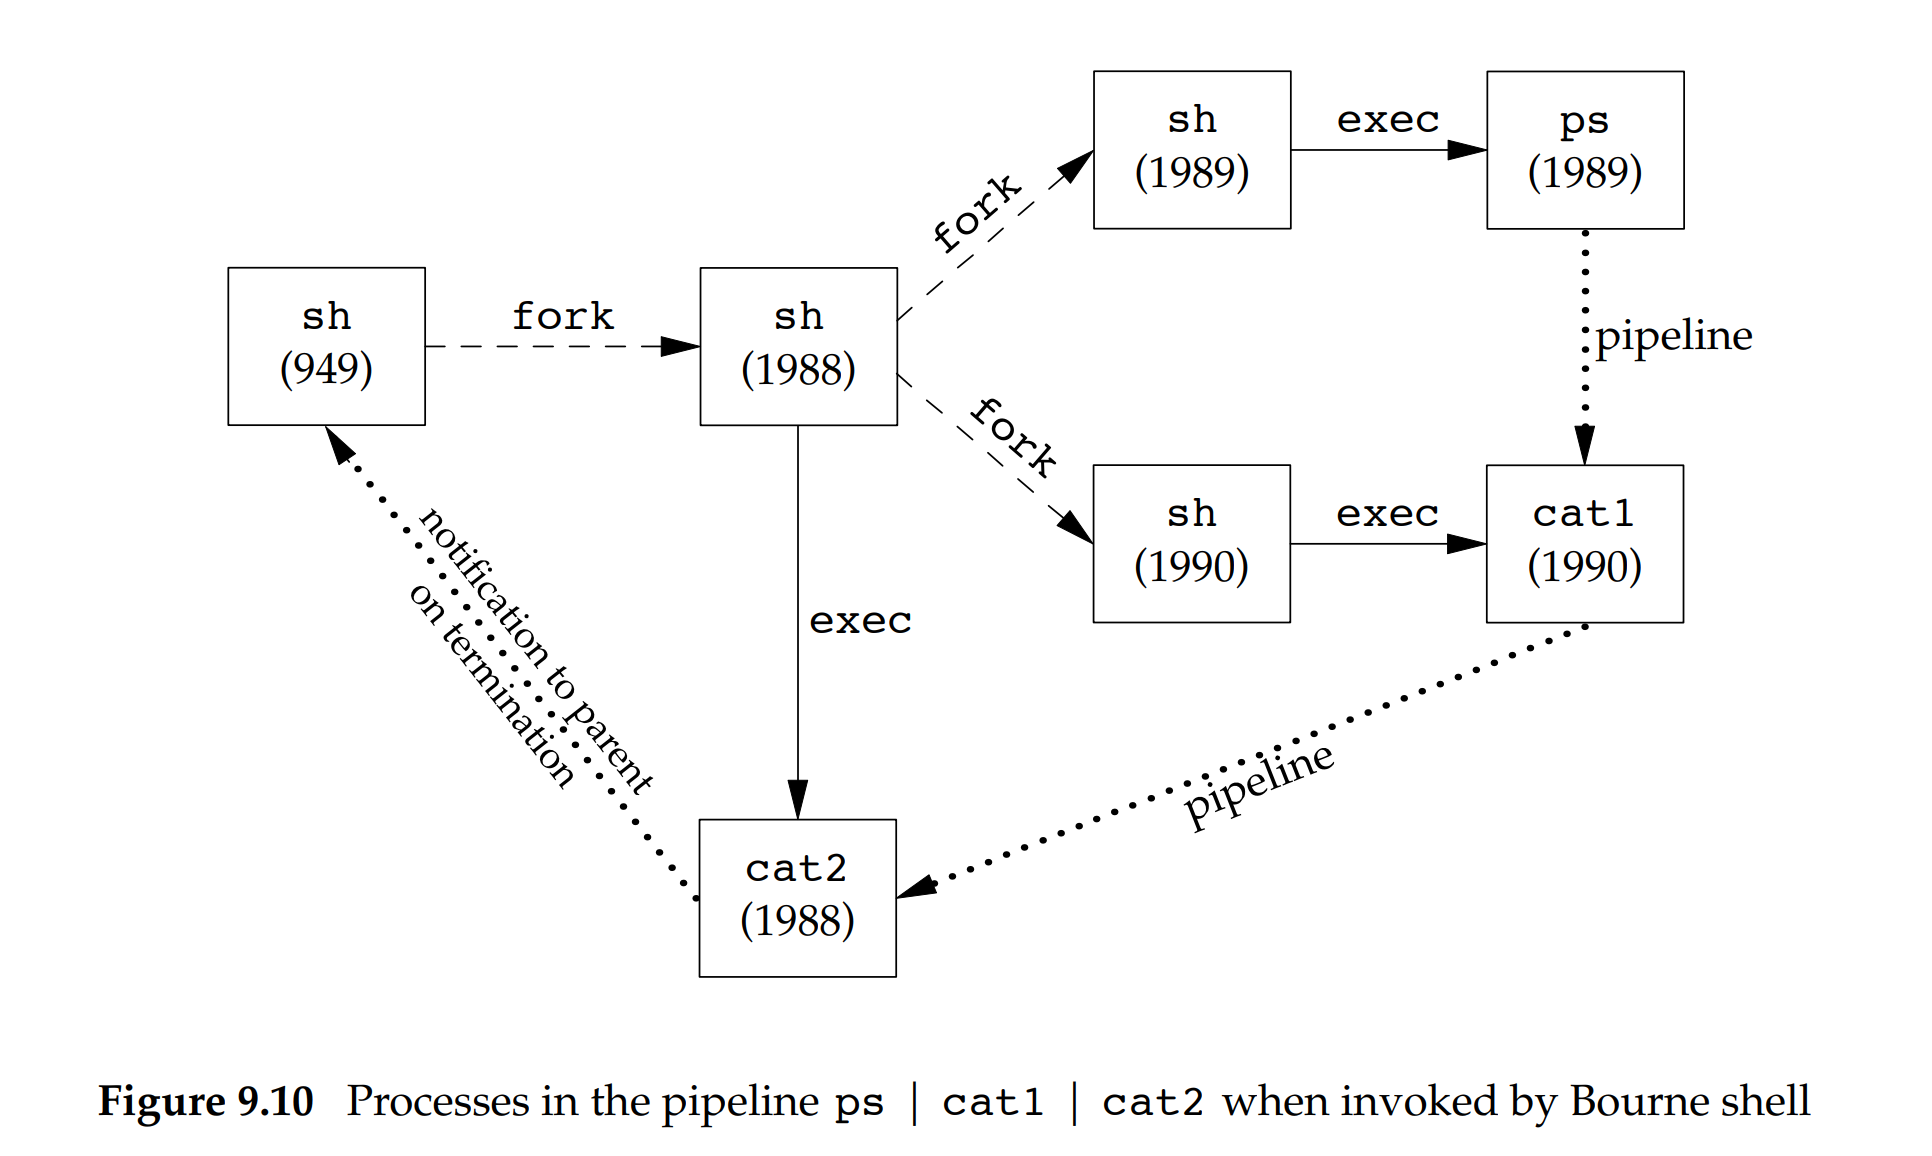 sh
(1989)
exec
ps
(1989)
fork
sh
(949)
fork
sh
(1988)
pipeline
fork
sh
(1990)
exec
cat1
(1990)
notification to parent
on termination
exec
pipeline
cat2
(1988)
Figure 9.10 Processes in the pipeline ps | cat1 | cat2 when invoked by Bourne shell